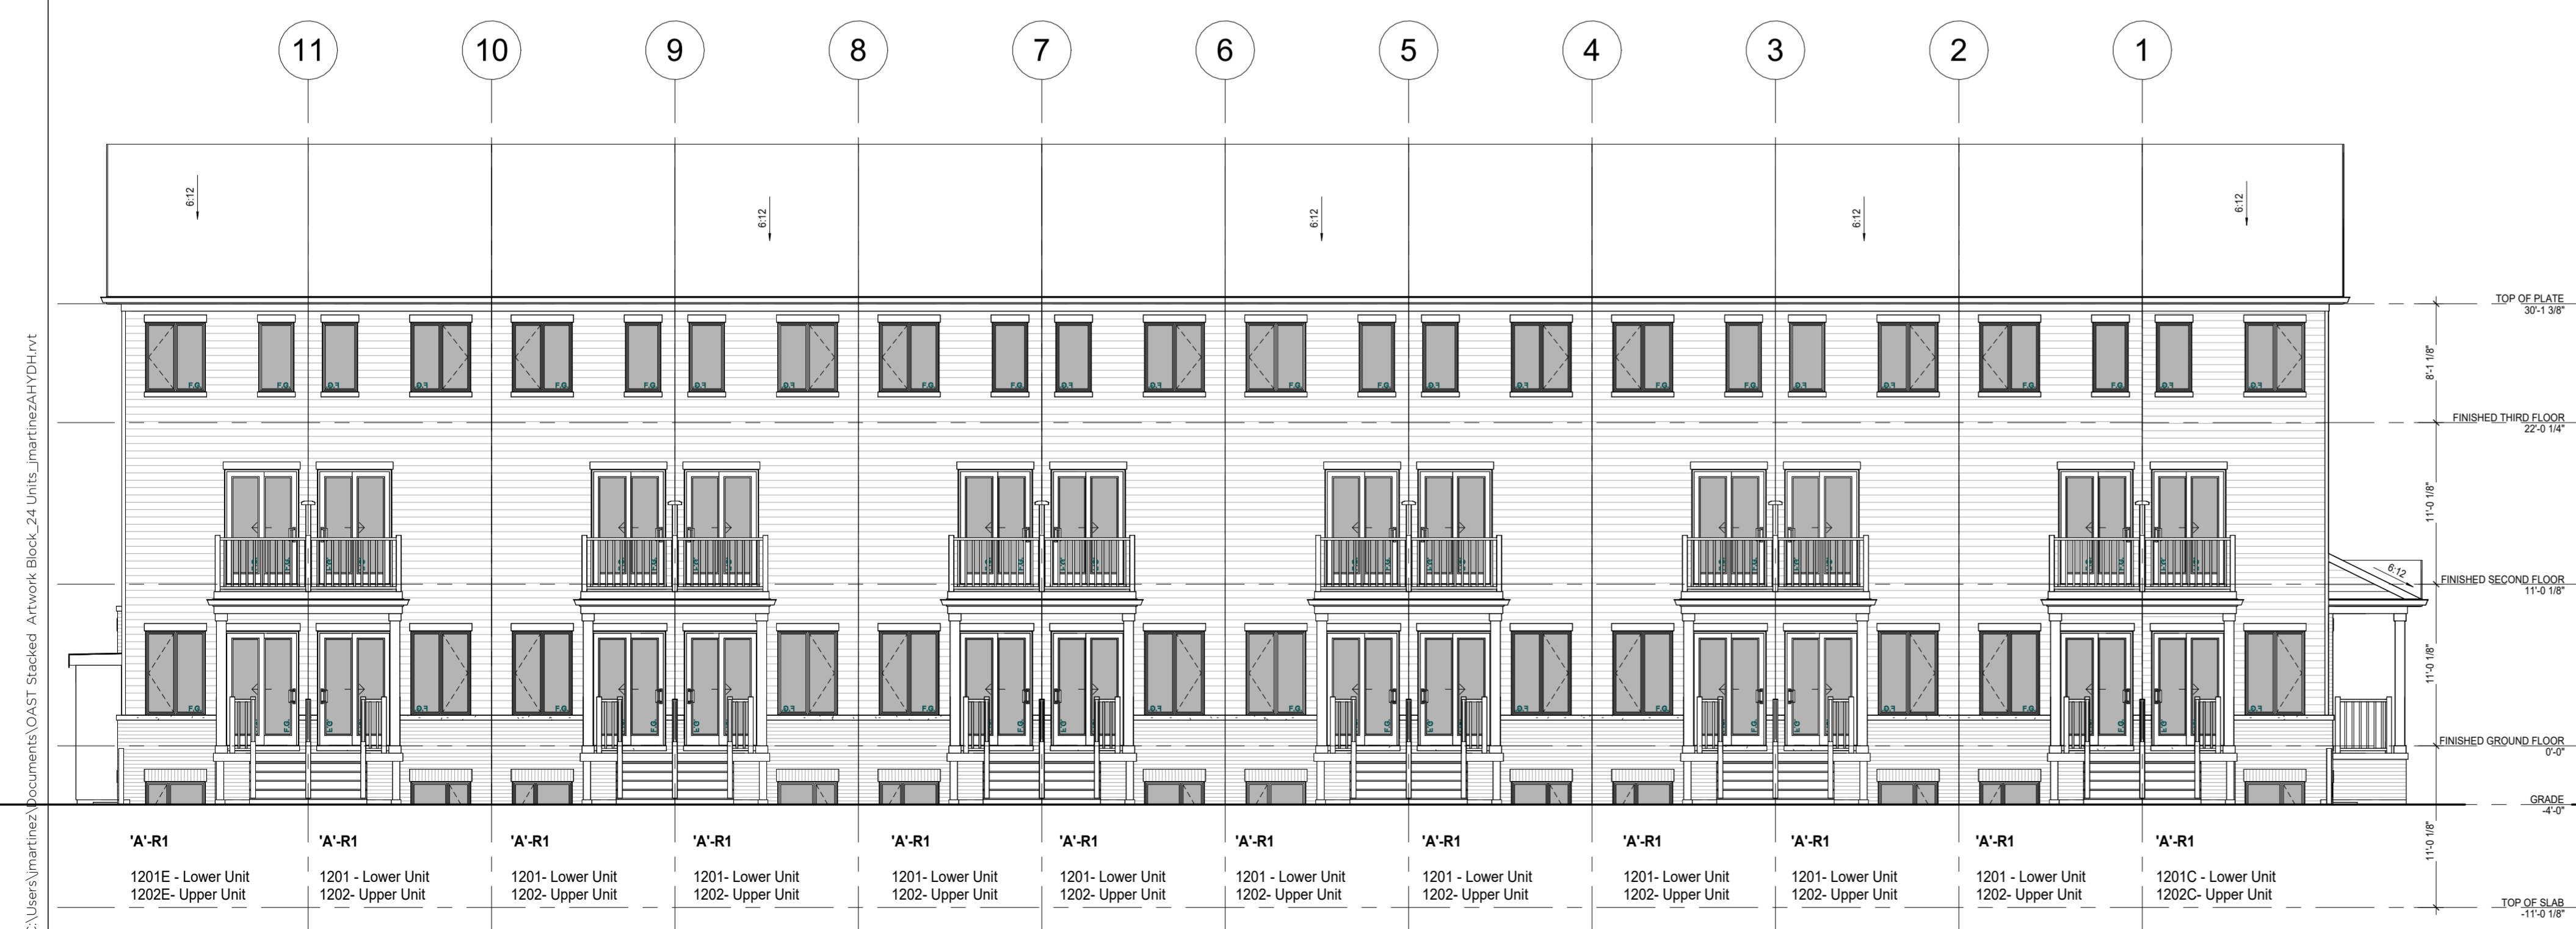 11 10 9 8 7 6 5 4 3 2 1
6:12 6:12 6:12 6:12 6:12
TOP OF PLATE
30'-1 3/8"
8'-1 1/8"
FINISHED THIRD FLOOR
22'-0 1/4"
11'-0 1/8"
6:12
FINISHED SECOND FLOOR
11'-0 1/8"
11'-0 1/8"
FINISHED GROUND FLOOR
0'-0"
GRADE
-4'-0"
11'-0 1/8"
TOP OF SLAB
-11'-0 1/8"
F.G. F.G. F.G. F.G. F.G. F.G. F.G. F.G. F.G. F.G. F.G. F.G. F.G. F.G. F.G. F.G. F.G. F.G. F.G. F.G. F.G. F.G. F.G. F.G.
F.G. F.G. F.G. F.G. F.G. F.G. F.G. F.G. F.G. F.G. F.G. F.G.
'A'-R1 'A'-R1 'A'-R1 'A'-R1 'A'-R1 'A'-R1 'A'-R1 'A'-R1 'A'-R1 'A'-R1 'A'-R1 'A'-R1
1201E - Lower Unit 1201 - Lower Unit 1201- Lower Unit 1201- Lower Unit 1201- Lower Unit 1201- Lower Unit 1201 - Lower Unit 1201 - Lower Unit 1201- Lower Unit 1201- Lower Unit 1201 - Lower Unit 1201C - Lower Unit
1202E- Upper Unit 1202- Upper Unit 1202- Upper Unit 1202- Upper Unit 1202- Upper Unit 1202- Upper Unit 1202- Upper Unit 1202- Upper Unit 1202- Upper Unit 1202- Upper Unit 1202- Upper Unit 1202C- Upper Unit
C:\Users\jmartinez\Documents\OAST Stacked Artwork Block_24 Units_jmartinezAHYDH.rvt